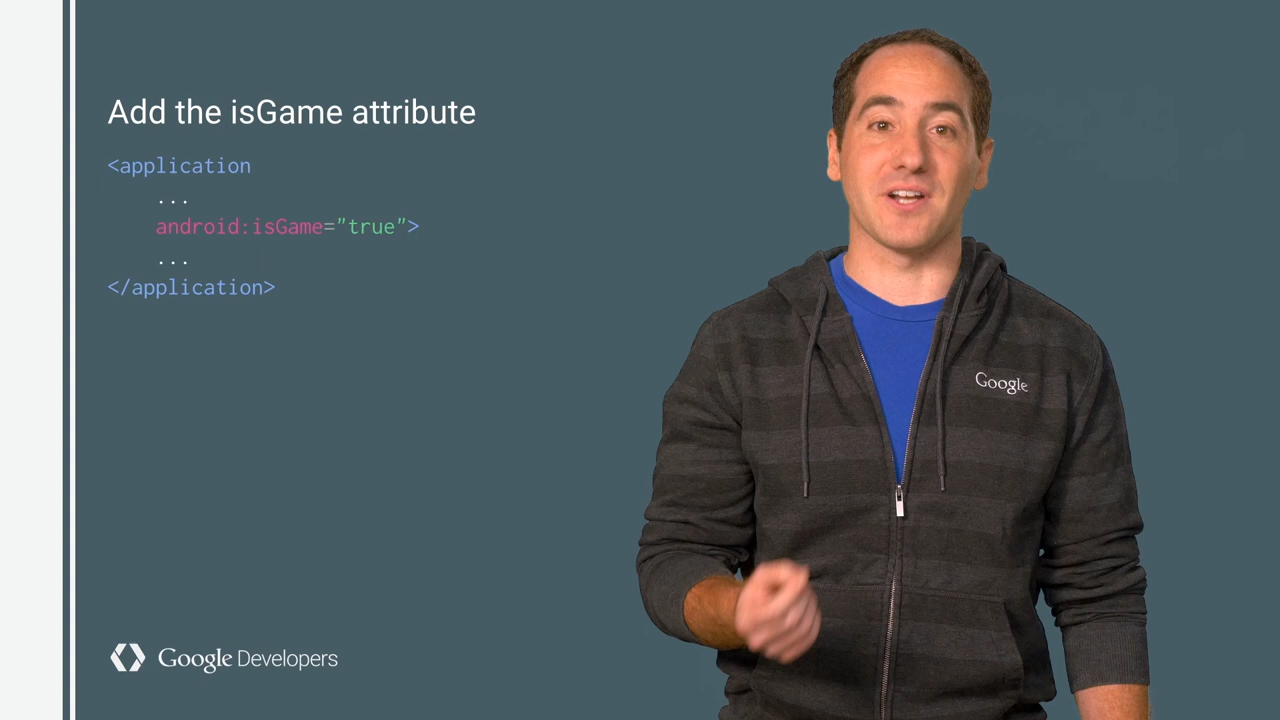 Add the isGame attribute
<application
...
android:isGame="true">
...
</application>
Google
Google Developers